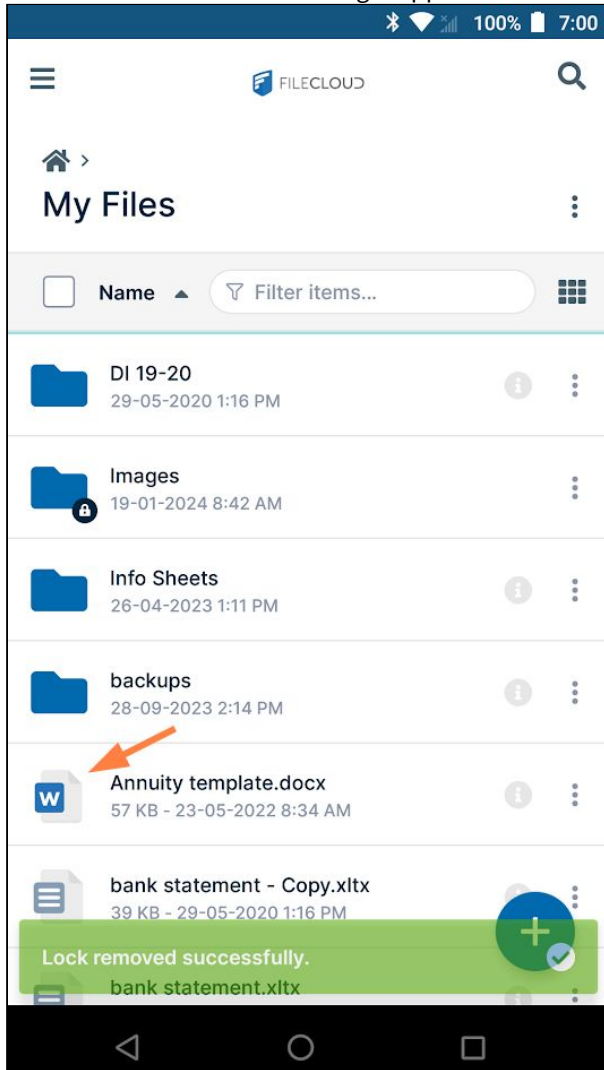 100% 7:00
FILECLOUD
My Files
Name Filter items...
DI 19-20
29-05-2020 1:16 PM
Images
19-01-2024 8:42 AM
Info Sheets
26-04-2023 1:11 PM
backups
28-09-2023 2:14 PM
W
Annuity template.docx
57 KB - 23-05-2022 8:34 AM
bank statement - Copy.xltx
39 KB - 29-05-2020 1:16 PM
Lock removed successfully.
bank statement.xltx